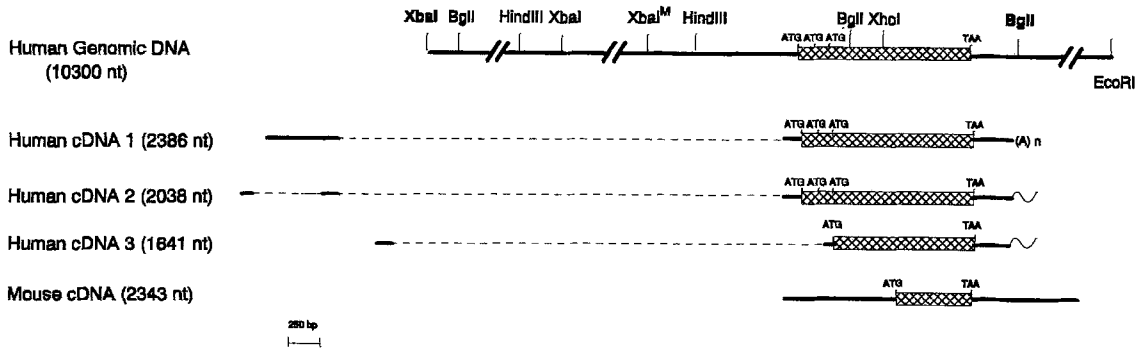 XbaI BglI HindIII XbaI XbaI^M HindIII BglI XhoI BglI
Human Genomic DNA
(10300 nt)
ATG ATG ATG TAA
EcoRI
Human cDNA 1 (2386 nt)
ATG ATG ATG TAA
(A) n
Human cDNA 2 (2038 nt)
ATG ATG ATG TAA
Human cDNA 3 (1641 nt)
ATG TAA
Mouse cDNA (2343 nt)
ATG TAA
250 bp